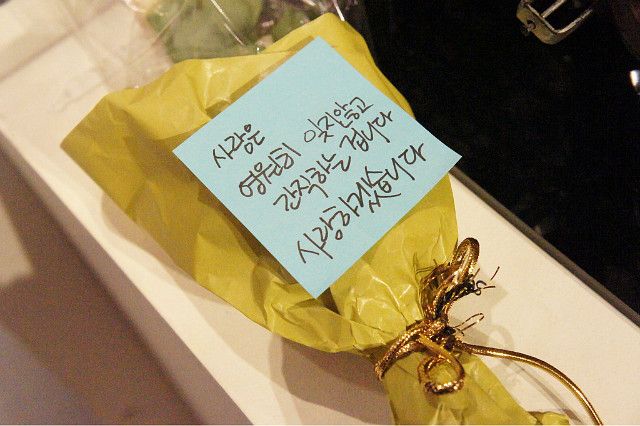 사랑은
영원히 잊지않고
간직하는 겁니다
사랑하겠습니다